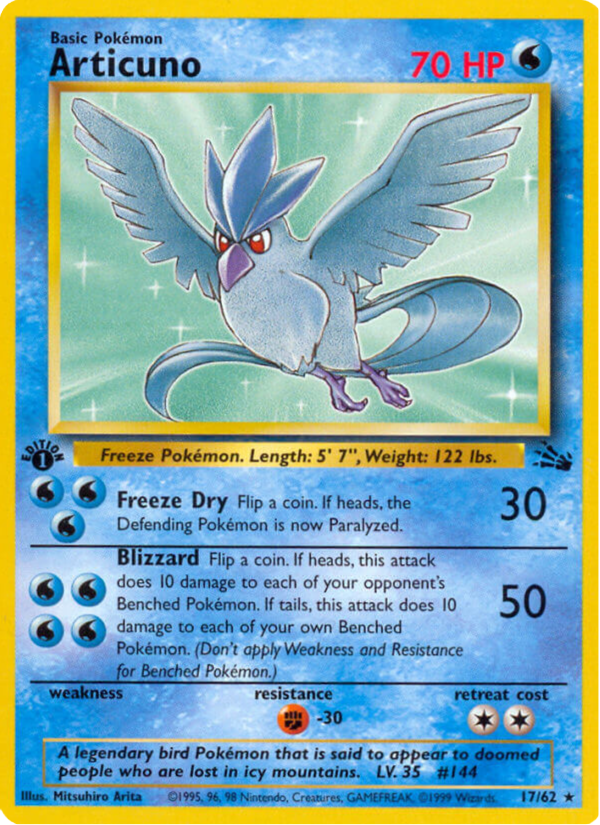 Basic Pokémon
Articuno 70 HP
EDITION
1
Freeze Pokémon. Length: 5' 7", Weight: 122 lbs.
Freeze Dry Flip a coin. If heads, the
Defending Pokémon is now Paralyzed.
30
Blizzard Flip a coin. If heads, this attack
does 10 damage to each of your opponent's
Benched Pokémon. If tails, this attack does 10
damage to each of your own Benched
Pokémon. (Don't apply Weakness and Resistance
for Benched Pokémon.)
50
weakness resistance retreat cost
-30
A legendary bird Pokémon that is said to appear to doomed
people who are lost in icy mountains. LV. 35 #144
Illus. Mitsuhiro Arita ©1995, 96, 98 Nintendo, Creatures, GAMEFREAK. ©1999 Wizards. 17/62 ★